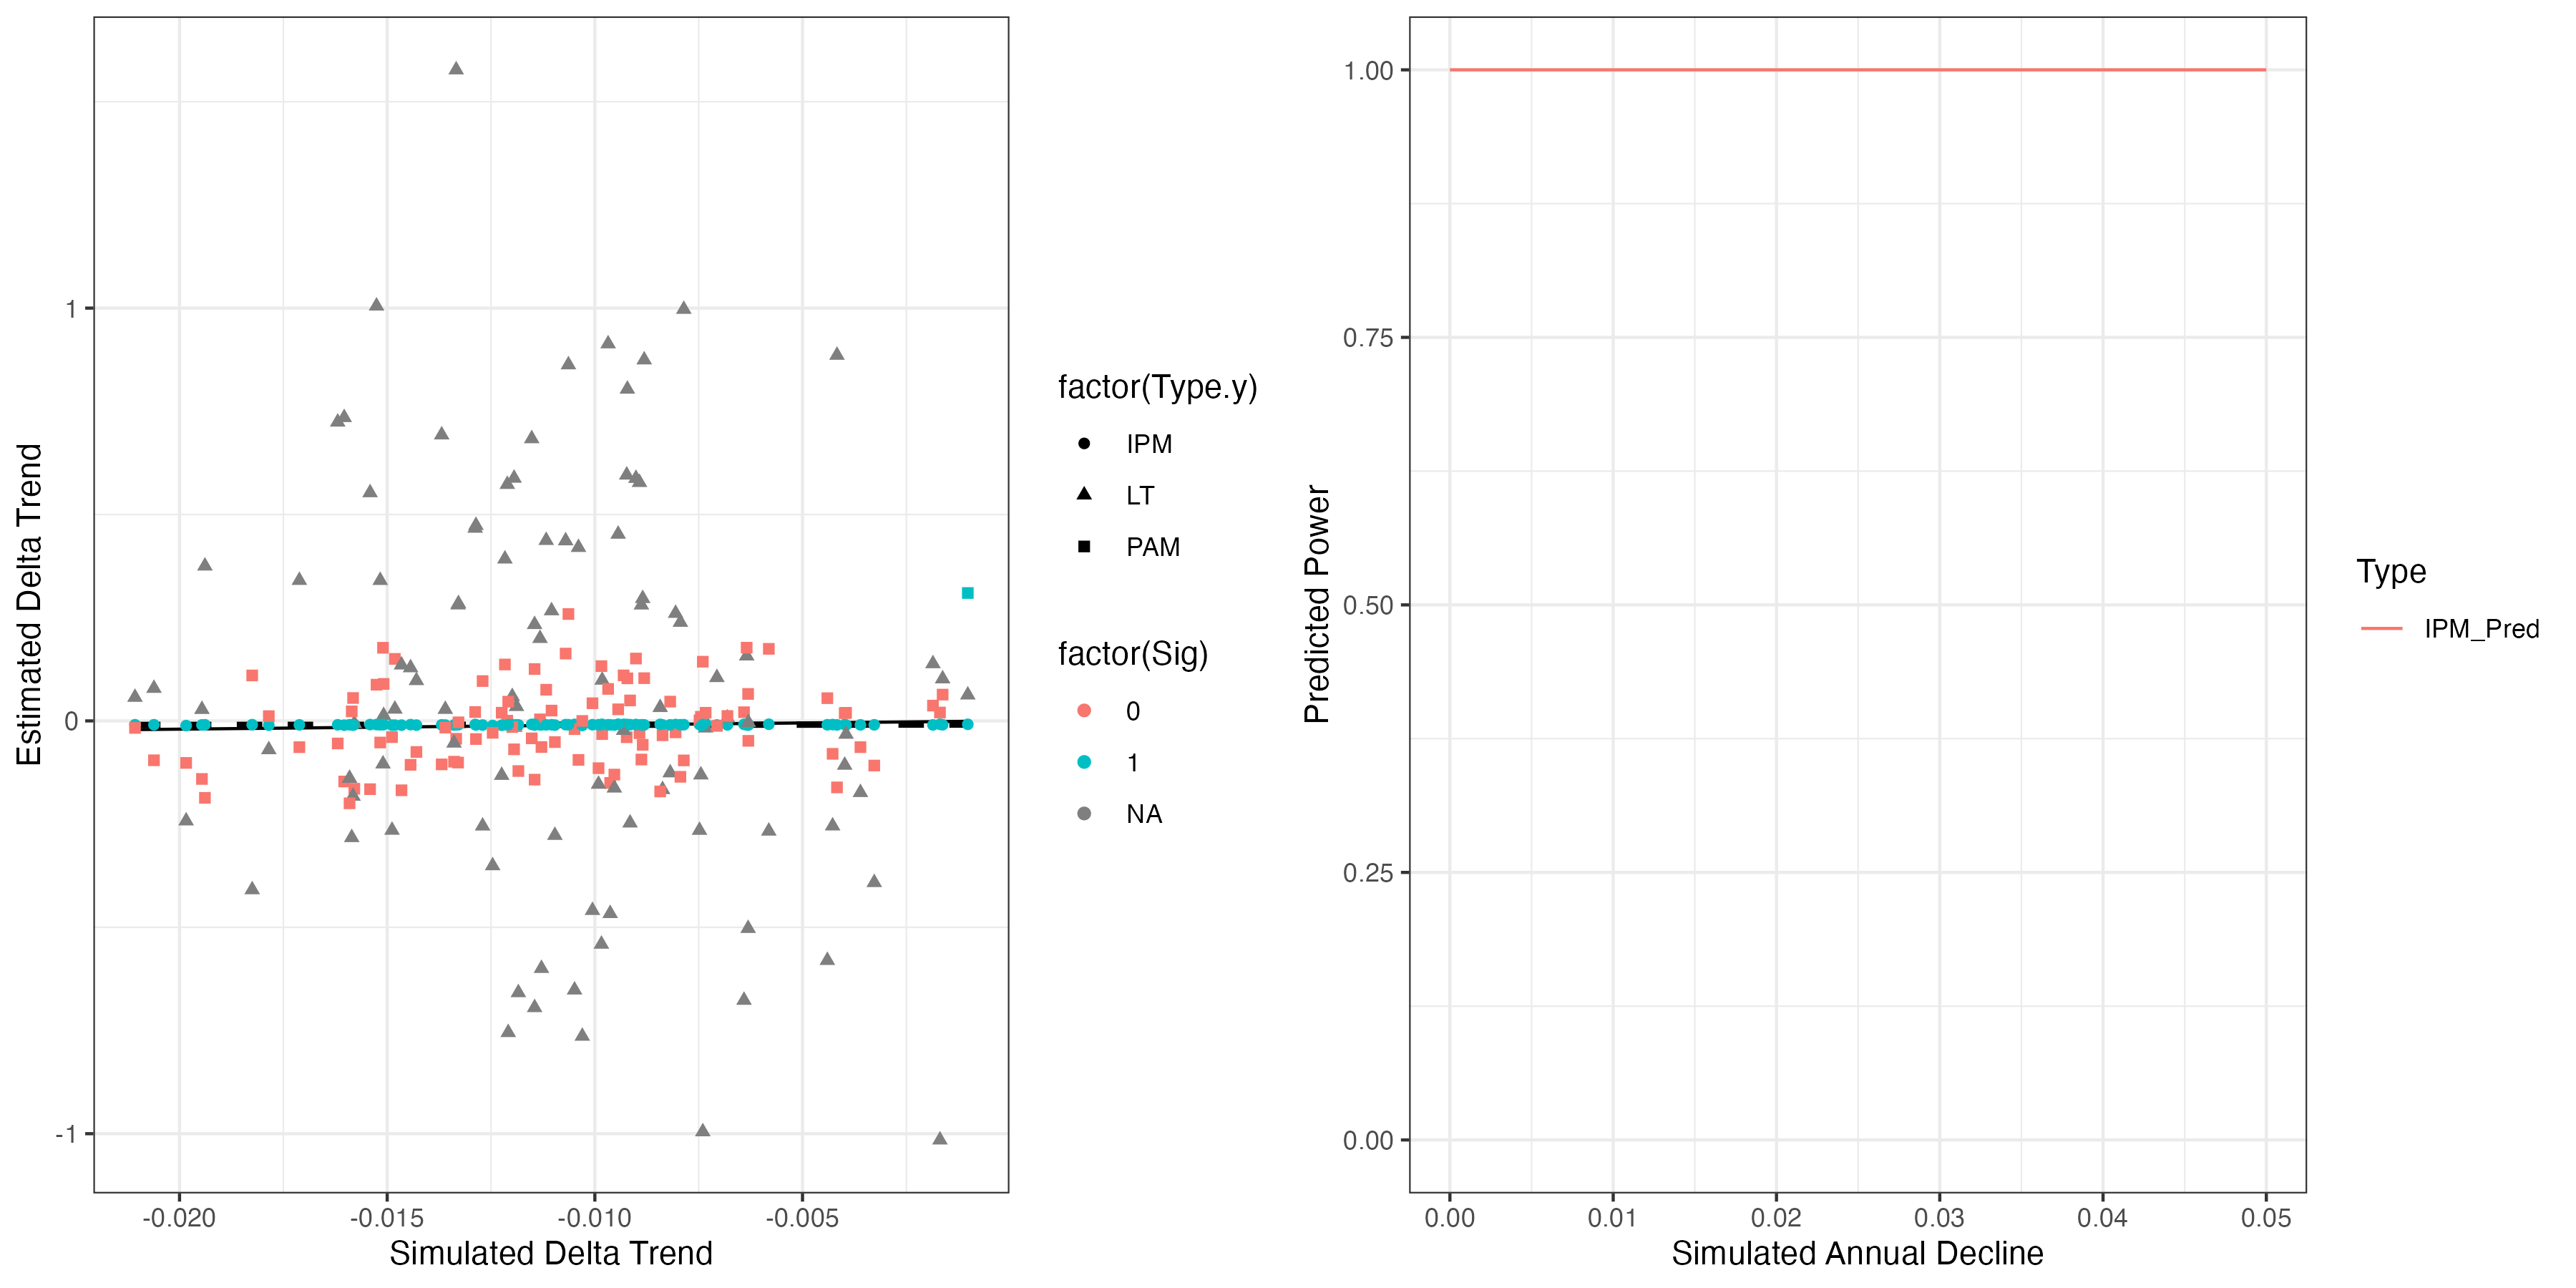 Estimated Delta Trend
1
0
-1
-0.020
-0.015
-0.010
-0.005
Simulated Delta Trend
factor(Type.y)
IPM
LT
PAM
factor(Sig)
0
1
NA
Predicted Power
1.00
0.75
0.50
0.25
0.00
0.00
0.01
0.02
0.03
0.04
0.05
Simulated Annual Decline
Type
IPM_Pred